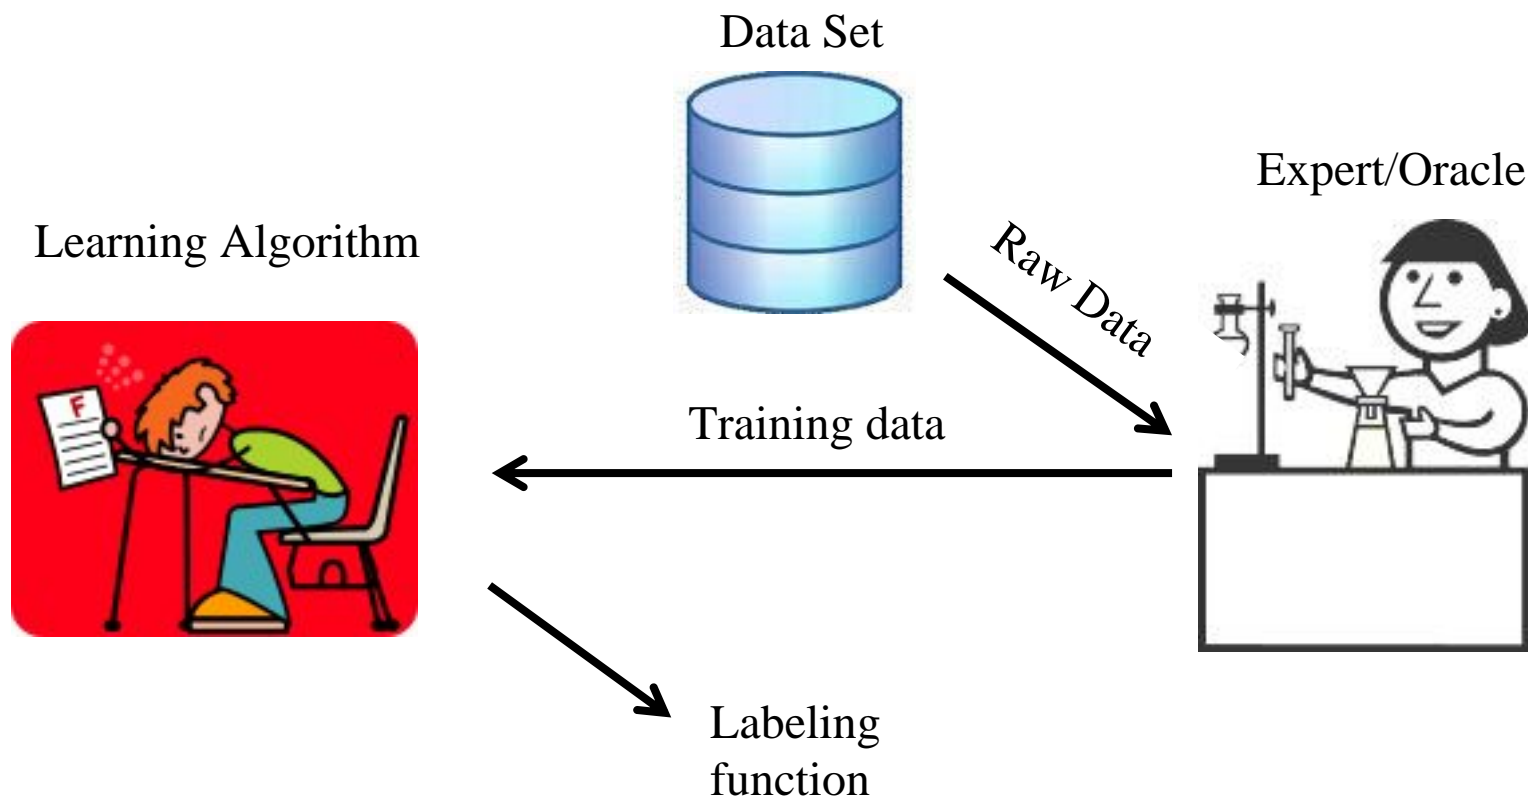 Data Set
Expert/Oracle
Learning Algorithm
Raw Data
F
Training data
Labeling
function